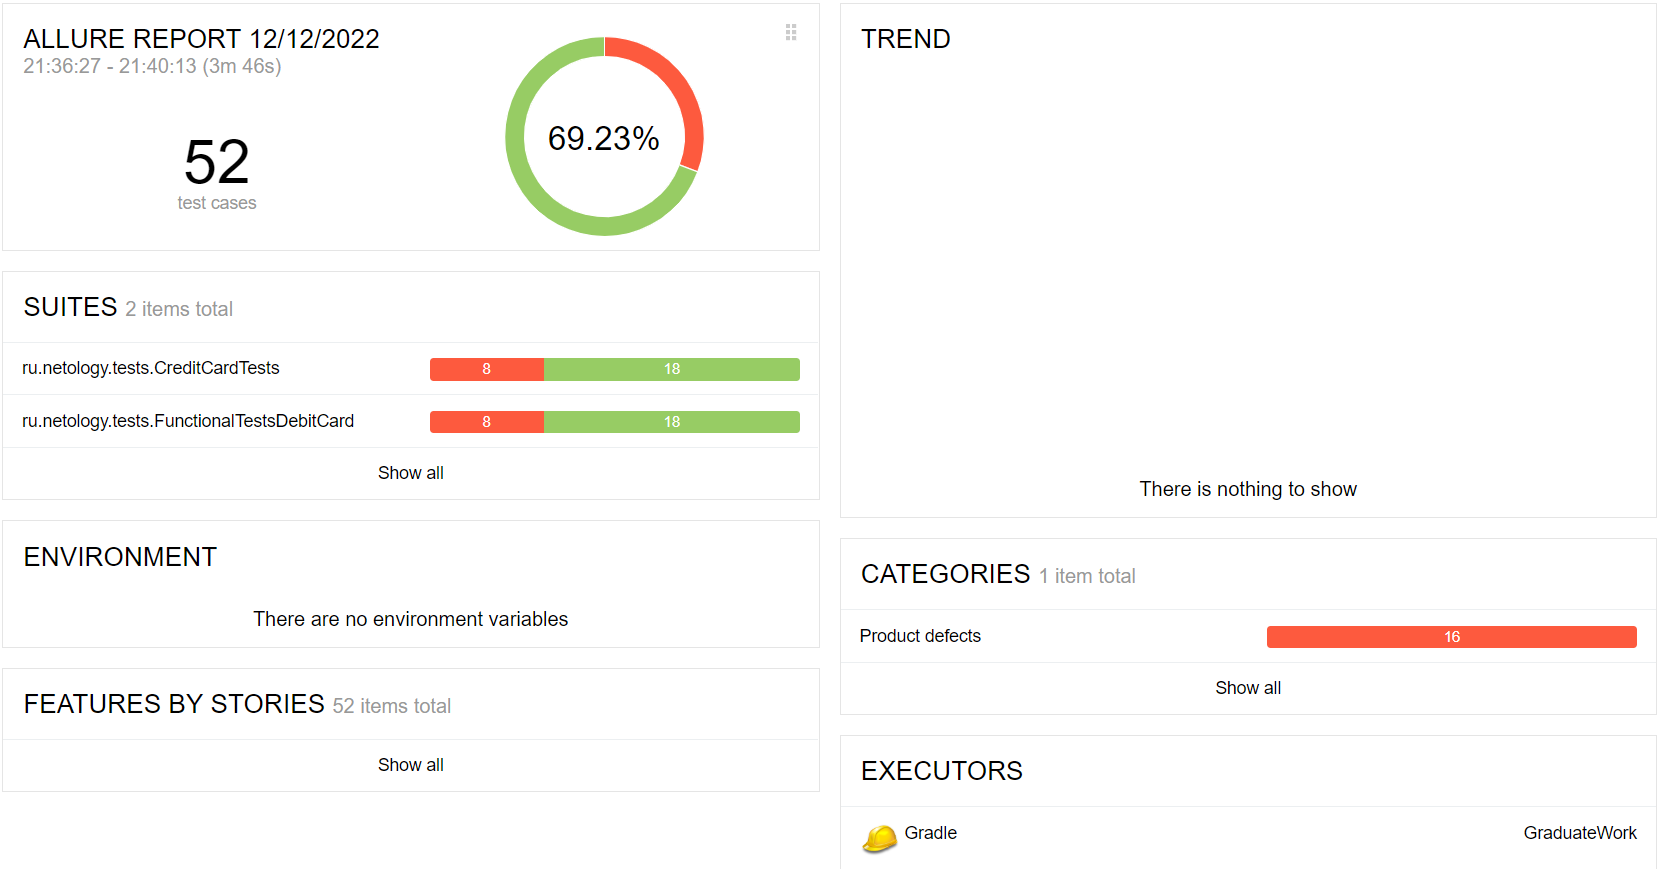 ALLURE REPORT 12/12/2022
21:36:27 - 21:40:13 (3m 46s)
52
test cases
69.23%
SUITES 2 items total
ru.netology.tests.CreditCardTests 8 18
ru.netology.tests.FunctionalTestsDebitCard 8 18
Show all
ENVIRONMENT
There are no environment variables
FEATURES BY STORIES 52 items total
Show all
TREND
There is nothing to show
CATEGORIES 1 item total
Product defects 16
Show all
EXECUTORS
Gradle GraduateWork